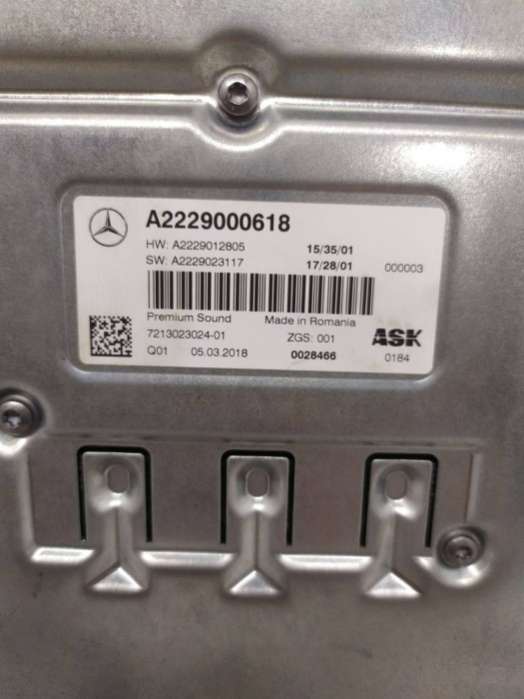 A2229000618
HW: A2229012805 15/35/01
SW: A2229023117 17/28/01 000003
Premium Sound Made in Romania
7213023024-01 ZGS: 001 ASK
Q01 05.03.2018 0028466 0184